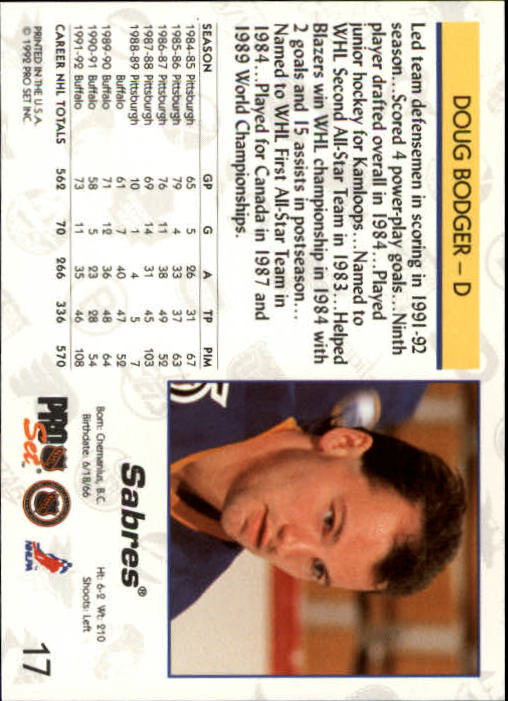 DOUG BODGER – D
Led team defensemen in scoring in 1991-92
season...Scored 4 power-play goals...Ninth
player drafted overall in 1984...Played
junior hockey for Kamloops...Named to
WHL Second All-Star Team in 1983...Helped
Blazers win WHL championship in 1984 with
2 goals and 15 assists in postseason...
Named to WHL First All-Star Team in
1984...Played for Canada in 1987 and
1989 World Championships.
SEASON GP G A TP PIM
1984-85 Pittsburgh 65 5 26 31 67
1985-86 Pittsburgh 79 4 33 37 63
1986-87 Pittsburgh 76 11 38 49 52
1987-88 Pittsburgh 69 14 31 45 103
1988-89 Pittsburgh 10 1 4 5 7
Buffalo 61 7 40 47 52
1989-90 Buffalo 71 12 36 48 64
1990-91 Buffalo 58 5 23 28 54
1991-92 Buffalo 73 11 35 46 108
CAREER NHL TOTALS 562 70 266 336 570
PRINTED IN THE U.S.A.
© 1992 PRO SET INC.
Sabres®
Born: Chemanius, B.C. Ht: 6-2 Wt: 210
Birthdate: 6/18/66 Shoots: Left
PRO Set
NHLPA
17